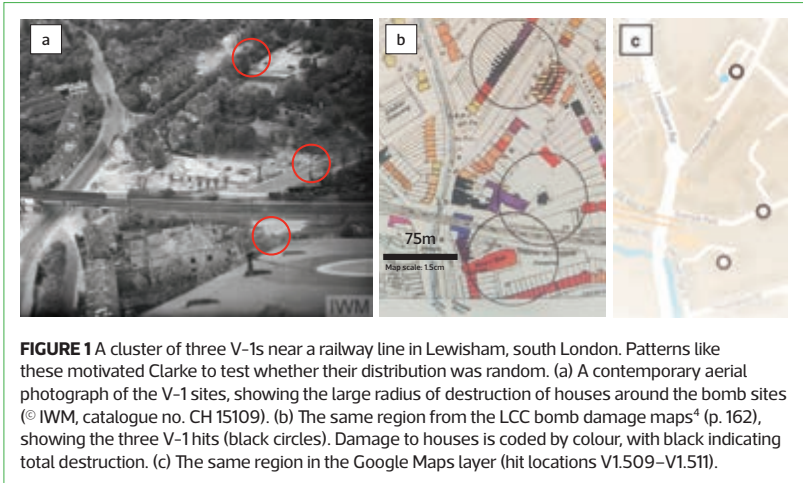 a
b
c
75m
Map scale: 1.5cm
IWM
FIGURE 1 A cluster of three V-1s near a railway line in Lewisham, south London. Patterns like
these motivated Clarke to test whether their distribution was random. (a) A contemporary aerial
photograph of the V-1 sites, showing the large radius of destruction of houses around the bomb sites
(© IWM, catalogue no. CH 15109). (b) The same region from the LCC bomb damage maps⁴ (p. 162),
showing the three V-1 hits (black circles). Damage to houses is coded by colour, with black indicating
total destruction. (c) The same region in the Google Maps layer (hit locations V1.509–V1.511).